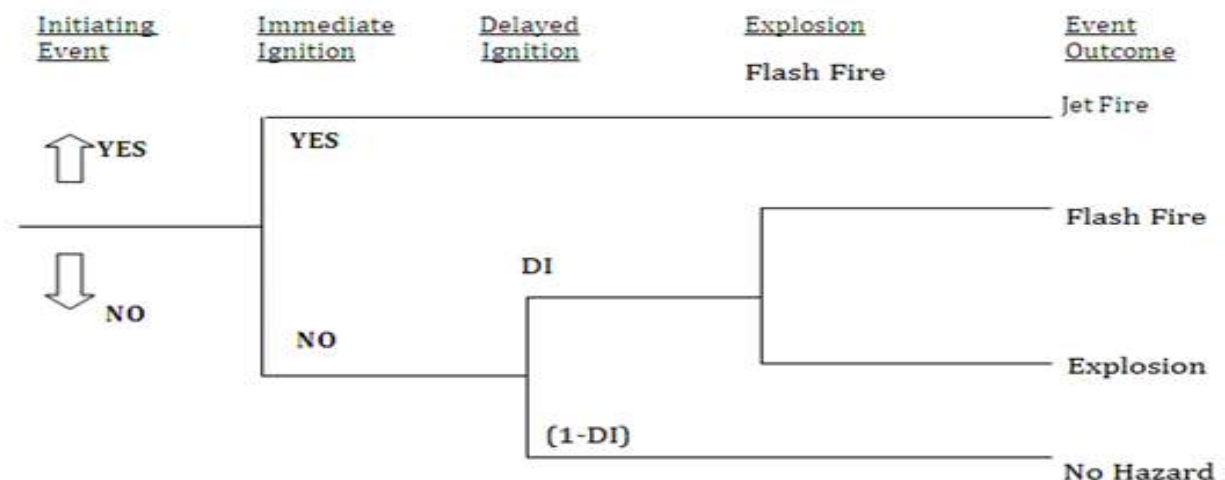 Initiating Event
Immediate Ignition
Delayed Ignition
Explosion
Event Outcome
Flash Fire
Jet Fire
YES
YES
Flash Fire
DI
NO
NO
Explosion
(1-DI)
No Hazard